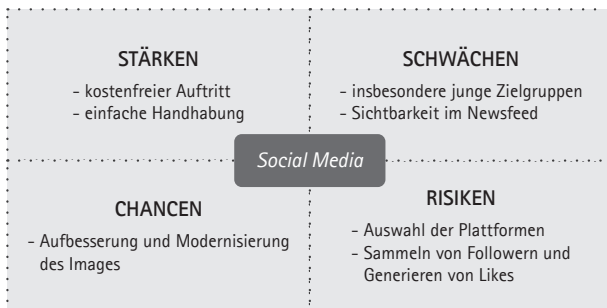 STÄRKEN
- kostenfreier Auftritt
- einfache Handhabung
SCHWÄCHEN
- insbesondere junge Zielgruppen
- Sichtbarkeit im Newsfeed
Social Media
CHANCEN
- Aufbesserung und Modernisierung
des Images
RISIKEN
- Auswahl der Plattformen
- Sammeln von Followern und
Generieren von Likes